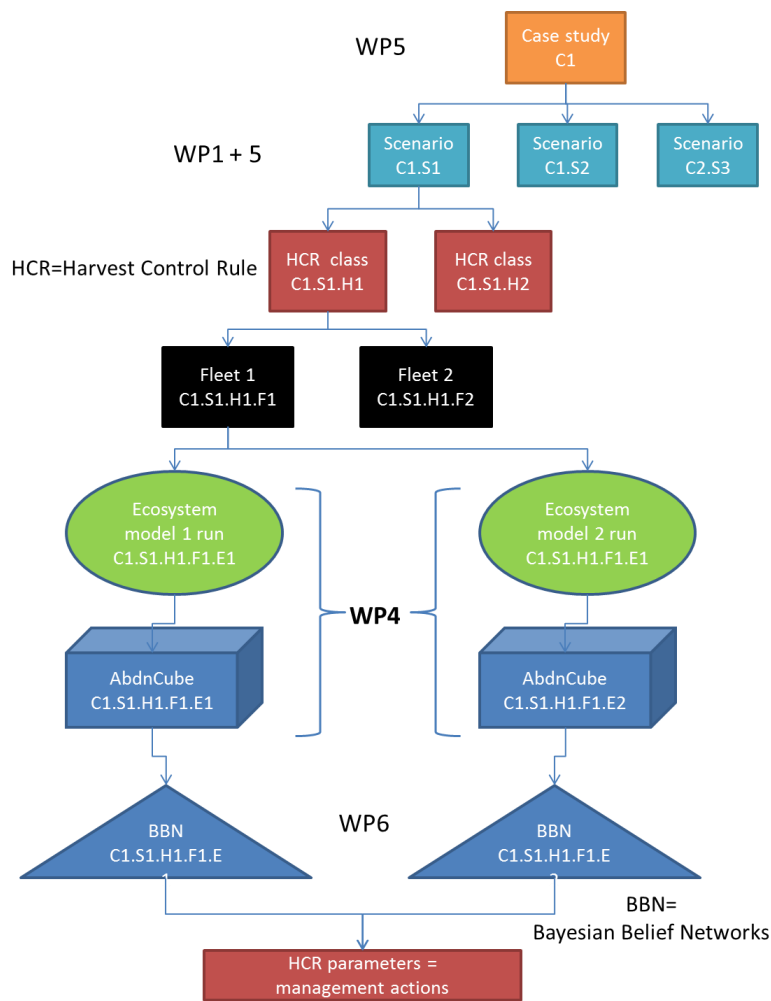 WP5
Case study
C1
WP1 + 5
Scenario
C1.S1
Scenario
C1.S2
Scenario
C2.S3
HCR=Harvest Control Rule
HCR class
C1.S1.H1
HCR class
C1.S1.H2
Fleet 1
C1.S1.H1.F1
Fleet 2
C1.S1.H1.F2
Ecosystem
model 1 run
C1.S1.H1.F1.E1
Ecosystem
model 2 run
C1.S1.H1.F1.E1
WP4
AbdnCube
C1.S1.H1.F1.E1
AbdnCube
C1.S1.H1.F1.E2
WP6
BBN
C1.S1.H1.F1.E
1
BBN
C1.S1.H1.F1.E
BBN=
Bayesian Belief Networks
HCR parameters =
management actions